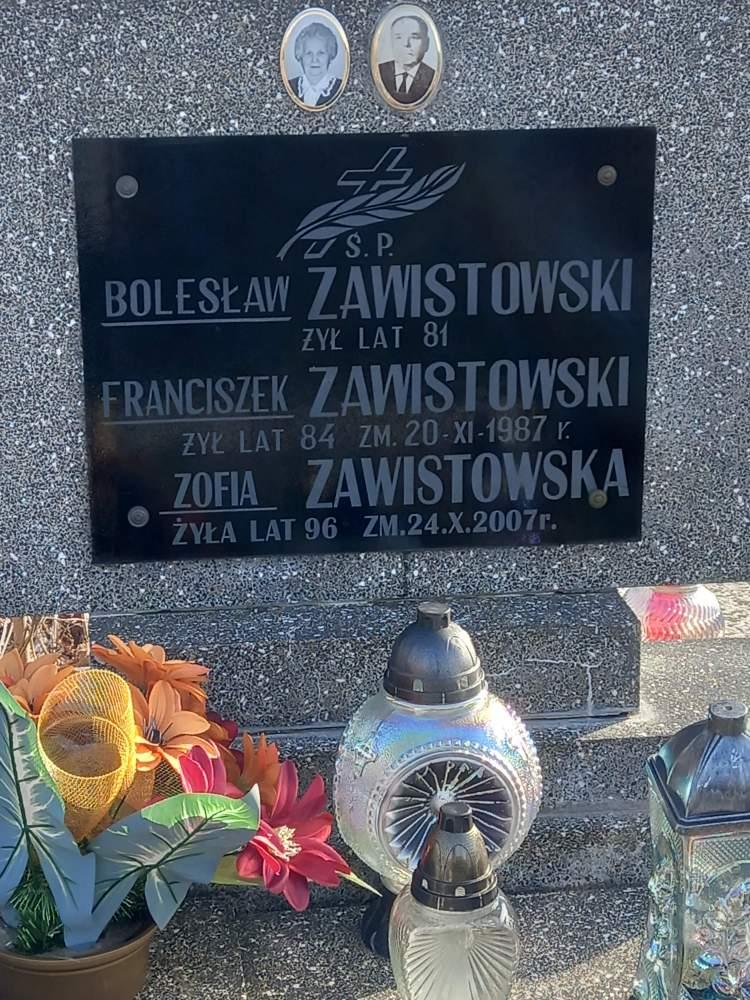 Ś. P.
BOLESŁAW ZAWISTOWSKI
ŻYŁ LAT 81
FRANCISZEK ZAWISTOWSKI
ŻYŁ LAT 84 ZM. 20-XI-1987 r.
ZOFIA ZAWISTOWSKA
ŻYŁA LAT 96 ZM.24.X.2007r.